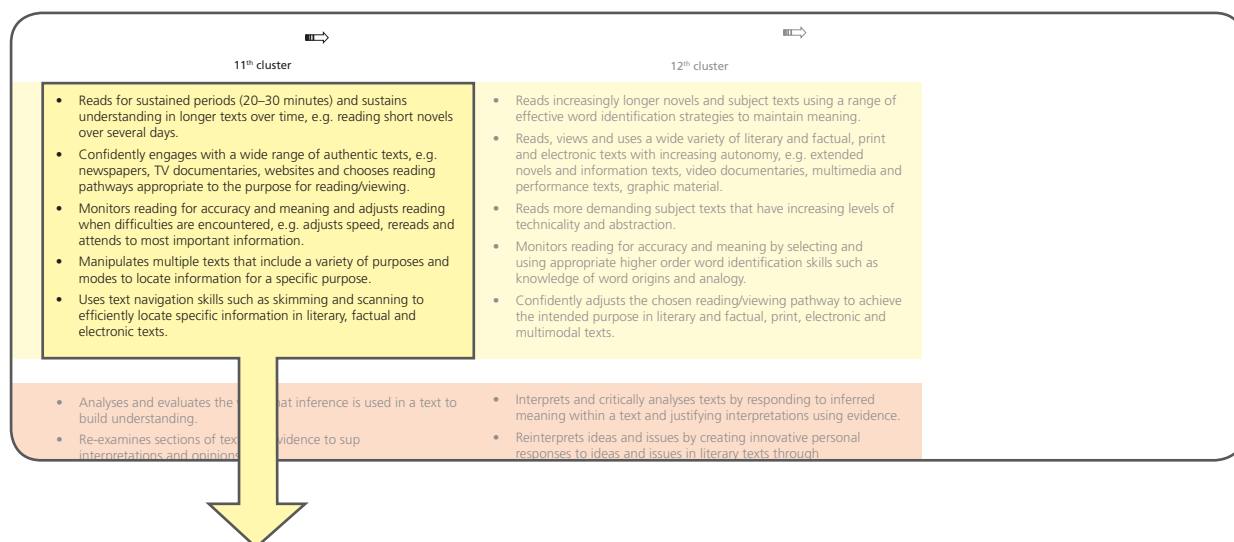 11th cluster
• Reads for sustained periods (20–30 minutes) and sustains
understanding in longer texts over time, e.g. reading short novels
over several days.
• Confidently engages with a wide range of authentic texts, e.g.
newspapers, TV documentaries, websites and chooses reading
pathways appropriate to the purpose for reading/viewing.
• Monitors reading for accuracy and meaning and adjusts reading
when difficulties are encountered, e.g. adjusts speed, rereads and
attends to most important information.
• Manipulates multiple texts that include a variety of purposes and
modes to locate information for a specific purpose.
• Uses text navigation skills such as skimming and scanning to
efficiently locate specific information in literary, factual and
electronic texts.
• Analyses and evaluates the hat inference is used in a text to
build understanding.
• Re-examines sections of tex vidence to sup
interpretations and opinions
12th cluster
• Reads increasingly longer novels and subject texts using a range of
effective word identification strategies to maintain meaning.
• Reads, views and uses a wide variety of literary and factual, print
and electronic texts with increasing autonomy, e.g. extended
novels and information texts, video documentaries, multimedia and
performance texts, graphic material.
• Reads more demanding subject texts that have increasing levels of
technicality and abstraction.
• Monitors reading for accuracy and meaning by selecting and
using appropriate higher order word identification skills such as
knowledge of word origins and analogy.
• Confidently adjusts the chosen reading/viewing pathway to achieve
the intended purpose in literary and factual, print, electronic and
multimodal texts.
• Interprets and critically analyses texts by responding to inferred
meaning within a text and justifying interpretations using evidence.
• Reinterprets ideas and issues by creating innovative personal
responses to ideas and issues in literary texts through